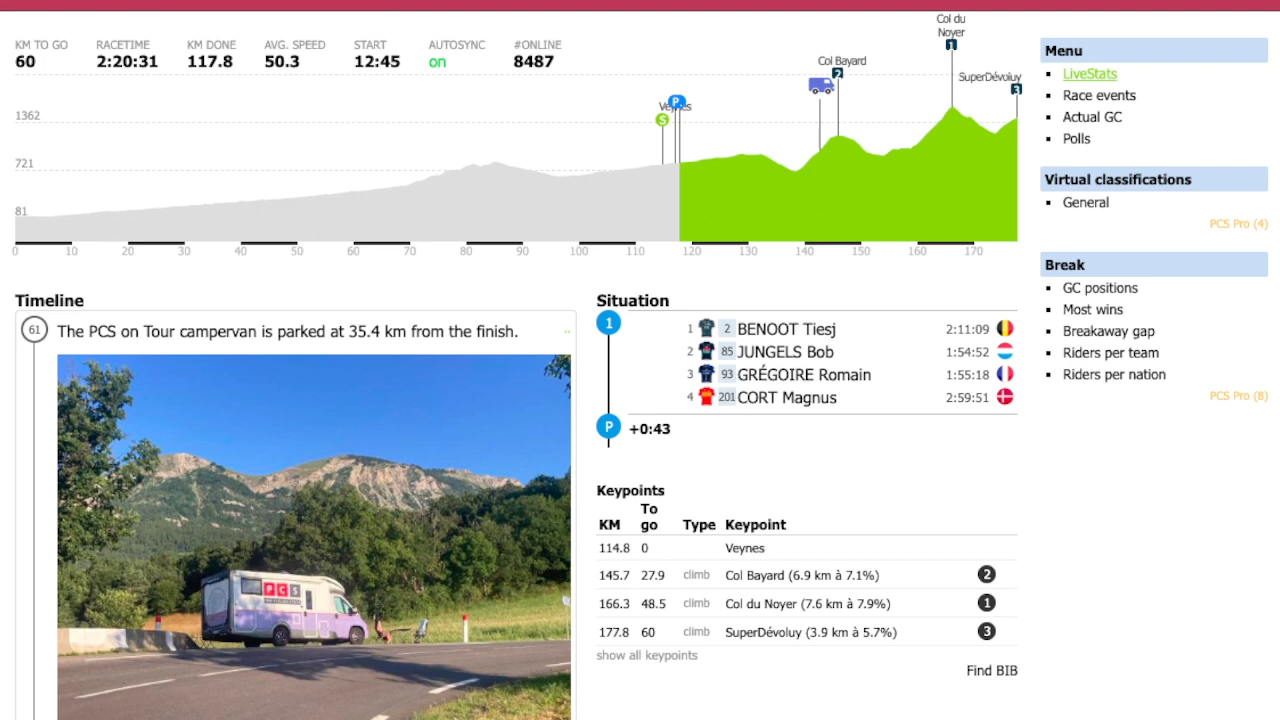 KM TO GO RACETIME KM DONE AVG. SPEED START AUTOSYNC #ONLINE
60 2:20:31 117.8 50.3 12:45 on 8487
Col du
Noyer
1
Col Bayard
2
SuperDévoluy
3
Veynes
P
S
1362
721
81
0 10 20 30 40 50 60 70 80 90 100 110 120 130 140 150 160 170
Menu
LiveStats
Race events
Actual GC
Polls
Virtual classifications
General
PCS Pro (4)
Break
GC positions
Most wins
Breakaway gap
Riders per team
Riders per nation
PCS Pro (8)
Timeline
61 The PCS on Tour campervan is parked at 35.4 km from the finish.
PCS
Situation
1
1 2 BENOOT Tiesj 2:11:09
2 85 JUNGELS Bob 1:54:52
3 93 GRÉGOIRE Romain 1:55:18
4 201 CORT Magnus 2:59:51
P +0:43
Keypoints
KM To go Type Keypoint
114.8 0 Veynes
145.7 27.9 climb Col Bayard (6.9 km à 7.1%) 2
166.3 48.5 climb Col du Noyer (7.6 km à 7.9%) 1
177.8 60 climb SuperDévoluy (3.9 km à 5.7%) 3
show all keypoints
Find BIB